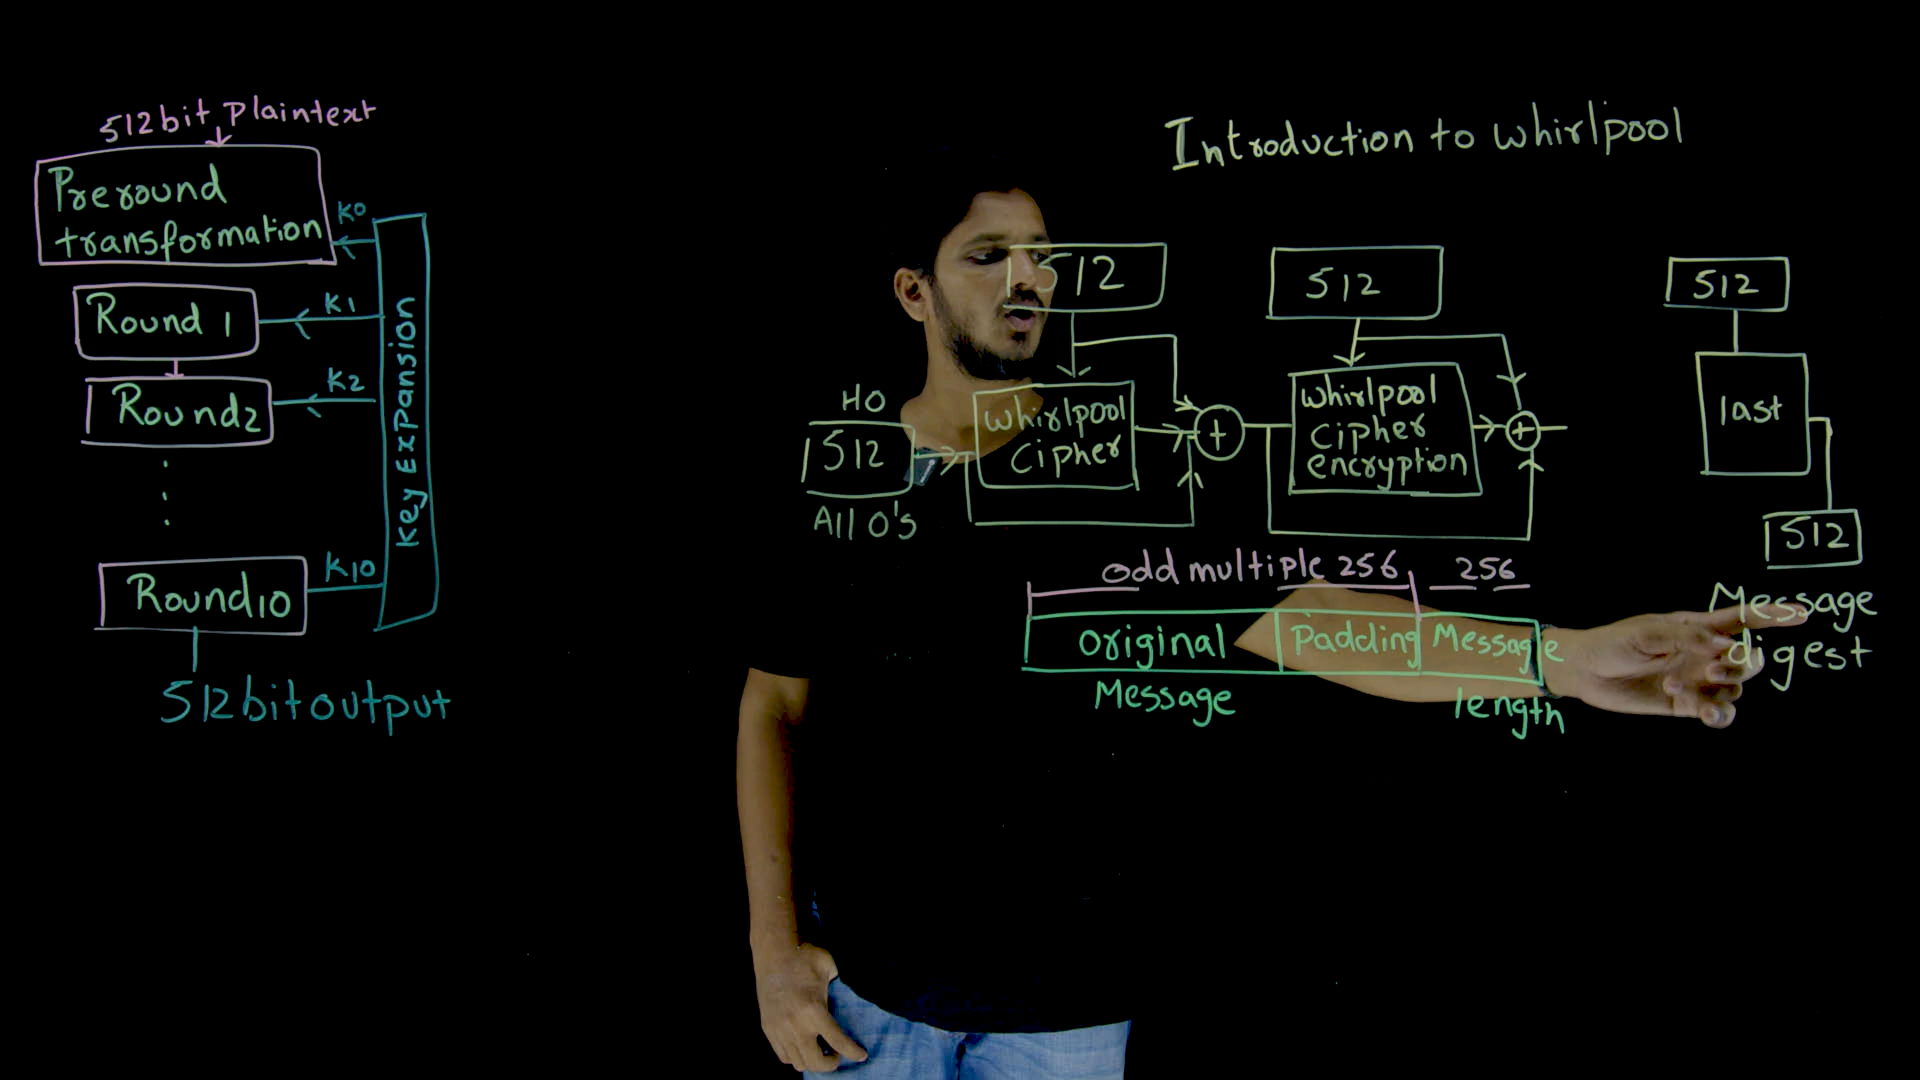 512bit Plaintext
Preround
transformation
K0
Round 1
K1
Round2
K2
Round10
K10
Key Expansion
512bitoutput
Introduction to whirlpool
512
512
512
H0
512
All 0's
whirlpool
Cipher
+
whirlpool
Cipher
encryption
+
last
512
Message
digest
odd multiple 256
256
original
Padding
Message
Message
length